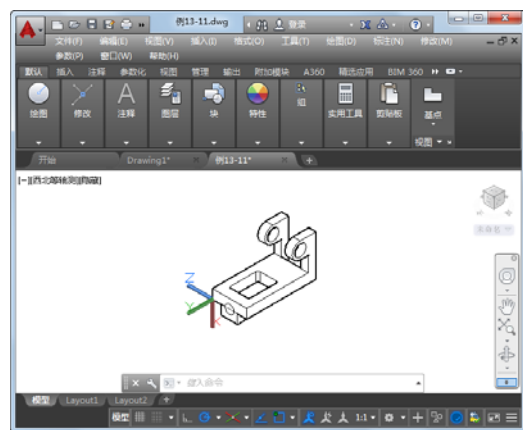 例13-11.dwg 登录
文件(F) 编辑(E) 视图(V) 插入(I) 格式(O) 工具(T) 绘图(D) 标注(N) 修改(M)
参数(P) 窗口(W) 帮助(H)
默认 插入 注释 参数化 视图 管理 输出 附加模块 A360 精选应用 BIM 360
绘图 修改 注释 图层 块 特性 组 实用工具 剪贴板 基点
视图
开始 Drawing1* 例13-11*
[-][西北等轴测][隐藏]
未命名
Z
Y
X
键入命令
模型 Layout1 Layout2
模型 1:1